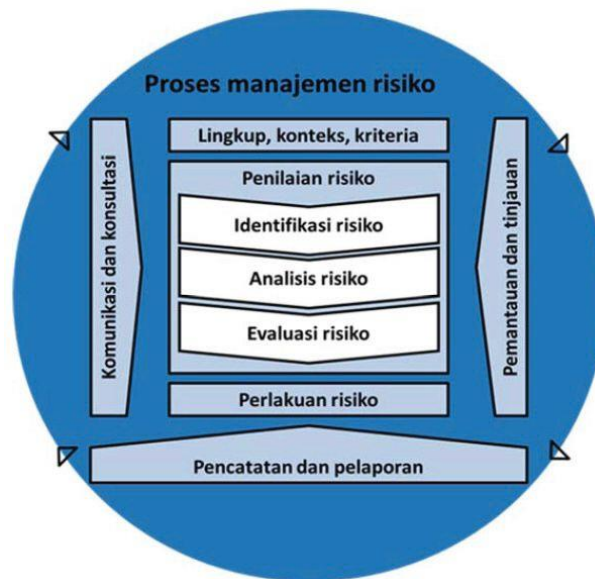 Proses manajemen risiko
Lingkup, konteks, kriteria
Komunikasi dan konsultasi
Penilaian risiko
Identifikasi risiko
Analisis risiko
Evaluasi risiko
Pemantauan dan tinjauan
Perlakuan risiko
Pencatatan dan pelaporan